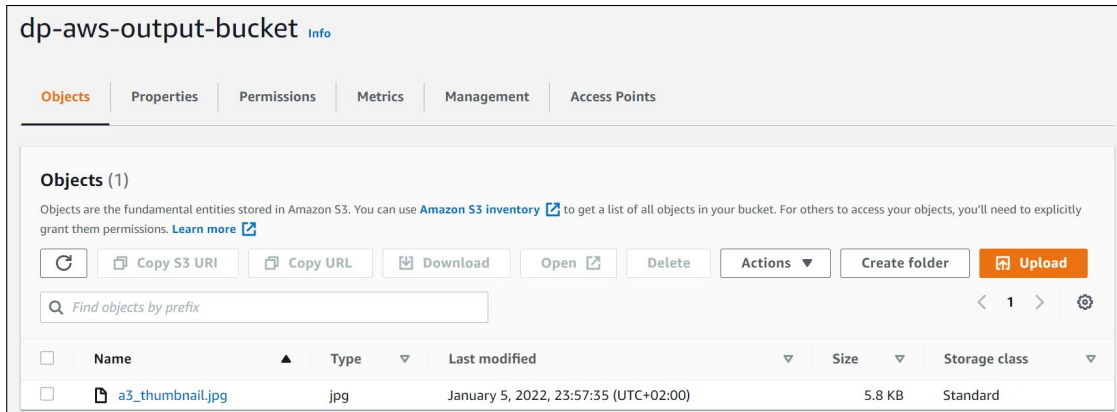 dp-aws-output-bucket Info
Objects Properties Permissions Metrics Management Access Points
Objects (1)
Objects are the fundamental entities stored in Amazon S3. You can use Amazon S3 inventory to get a list of all objects in your bucket. For others to access your objects, you'll need to explicitly
grant them permissions. Learn more
Copy S3 URI Copy URL Download Open Delete Actions Create folder Upload
Find objects by prefix 1
Name Type Last modified Size Storage class
a3_thumbnail.jpg jpg January 5, 2022, 23:57:35 (UTC+02:00) 5.8 KB Standard